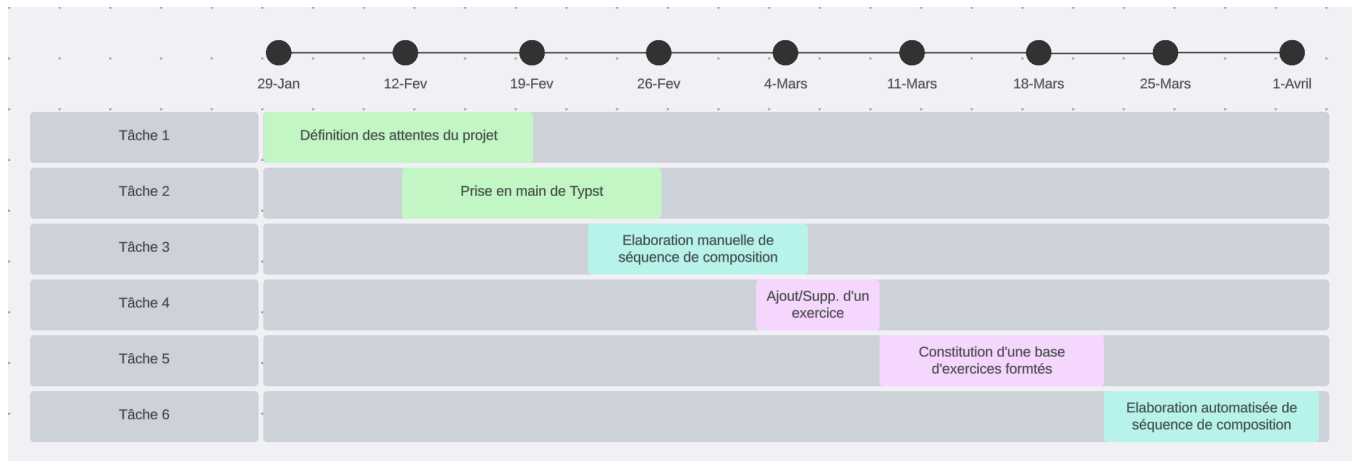 29-Jan
12-Fev
19-Fev
26-Fev
4-Mars
11-Mars
18-Mars
25-Mars
1-Avril
Tâche 1
Définition des attentes du projet
Tâche 2
Prise en main de Typst
Tâche 3
Elaboration manuelle de
séquence de composition
Tâche 4
Ajout/Supp. d'un
exercice
Tâche 5
Constitution d'une base
d'exercices formtés
Tâche 6
Elaboration automatisée de
séquence de composition